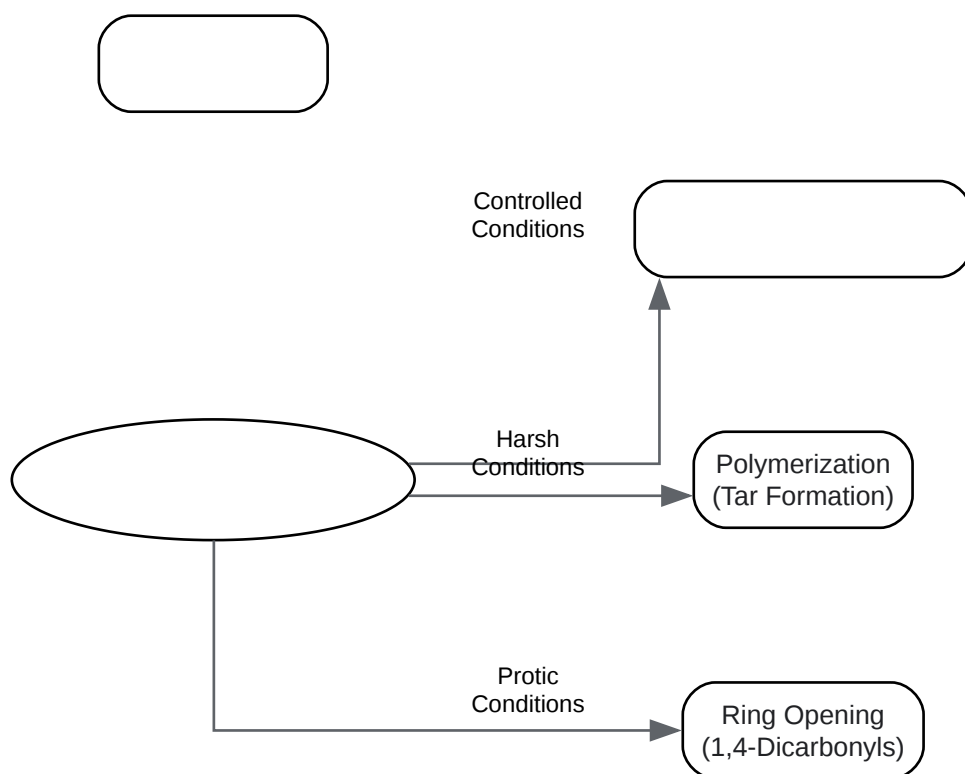 Controlled
Conditions
Harsh
Conditions
Polymerization
(Tar Formation)
Protic
Conditions
Ring Opening
(1,4-Dicarbonyls)